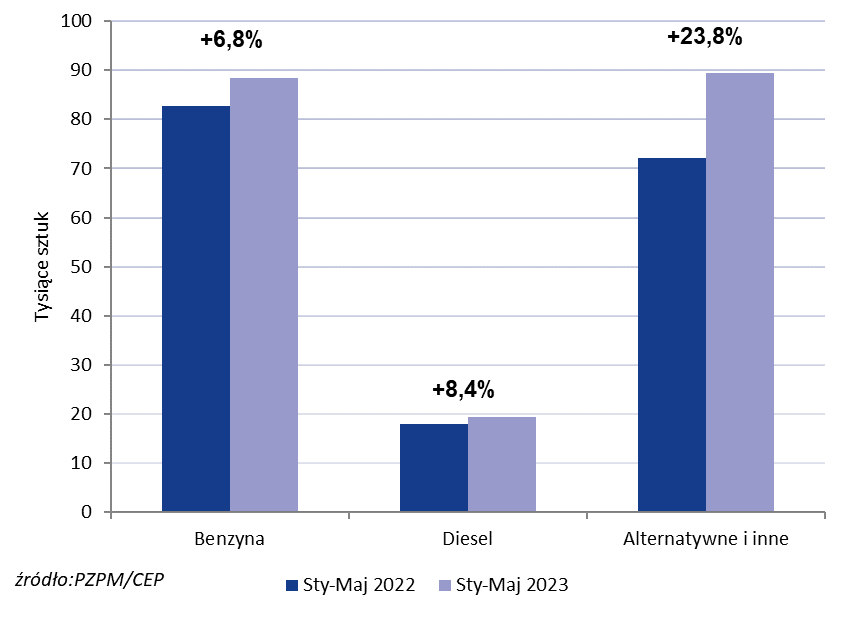 100
90
80
70
60
50
40
30
20
10
0
Tysiące sztuk
+6,8%
+8,4%
+23,8%
Benzyna
Diesel
Alternatywne i inne
Sty-Maj 2022
Sty-Maj 2023
źródło:PZPM/CEP